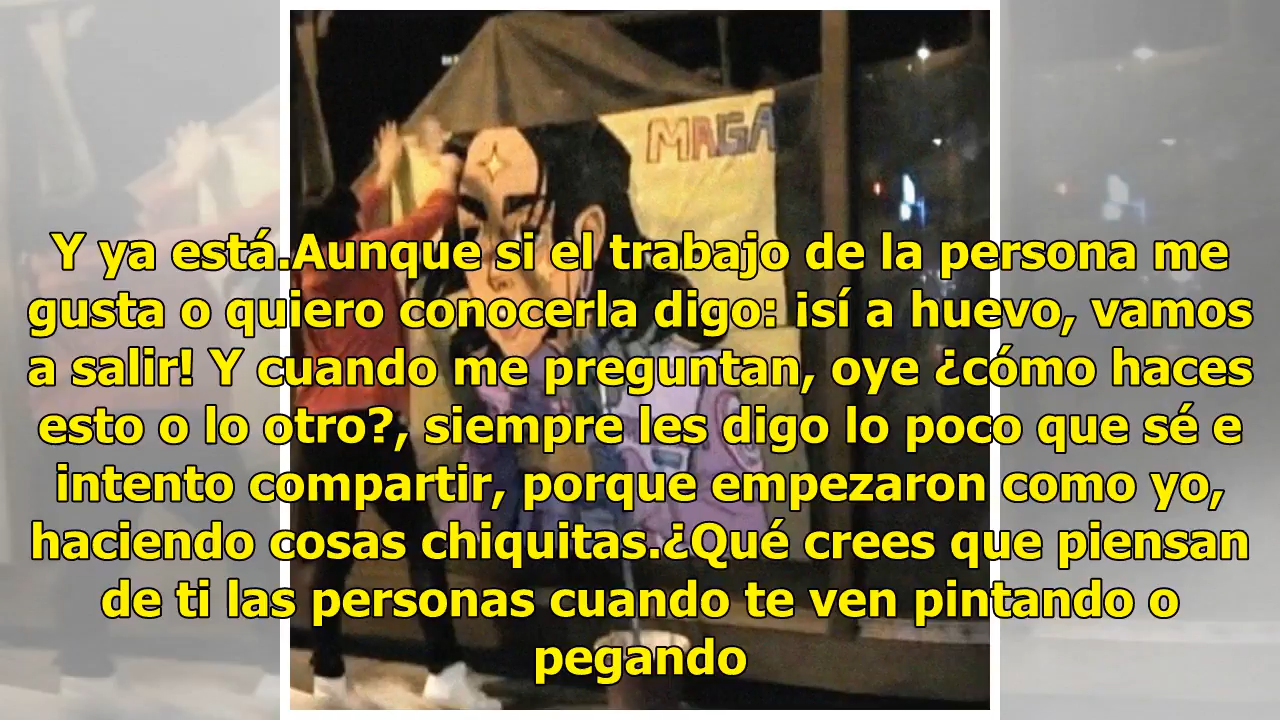 MAGA
Y ya está.Aunque si el trabajo de la persona me
gusta o quiero conocerla digo: ¡sí a huevo, vamos
a salir! Y cuando me preguntan, oye ¿cómo haces
esto o lo otro?, siempre les digo lo poco que sé e
intento compartir, porque empezaron como yo,
haciendo cosas chiquitas.¿Qué crees que piensan
de ti las personas cuando te ven pintando o
pegando